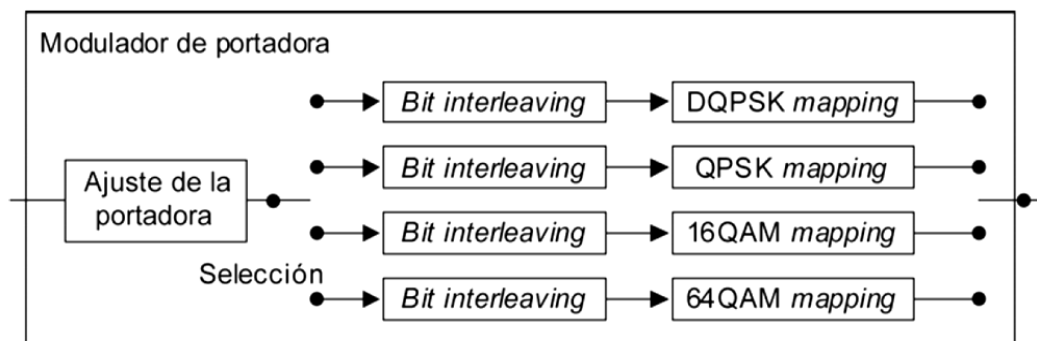 Modulador de portadora
Bit interleaving
DQPSK mapping
Bit interleaving
QPSK mapping
Ajuste de la
portadora
Bit interleaving
16QAM mapping
Selección
Bit interleaving
64QAM mapping